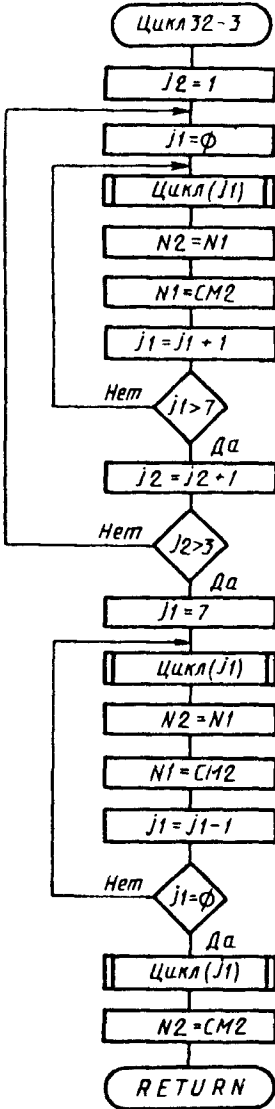 Цикл 32-3
j2=1
j1=ϕ
Цикл(j1)
N2=N1
N1=CM2
j1=j1+1
Нет
j1>7
Да
j2=j2+1
Нет
j2>3
Да
j1=7
Цикл(j1)
N2=N1
N1=CM2
j1=j1-1
Нет
j1=ϕ
Да
Цикл(j1)
N2=CM2
RETURN